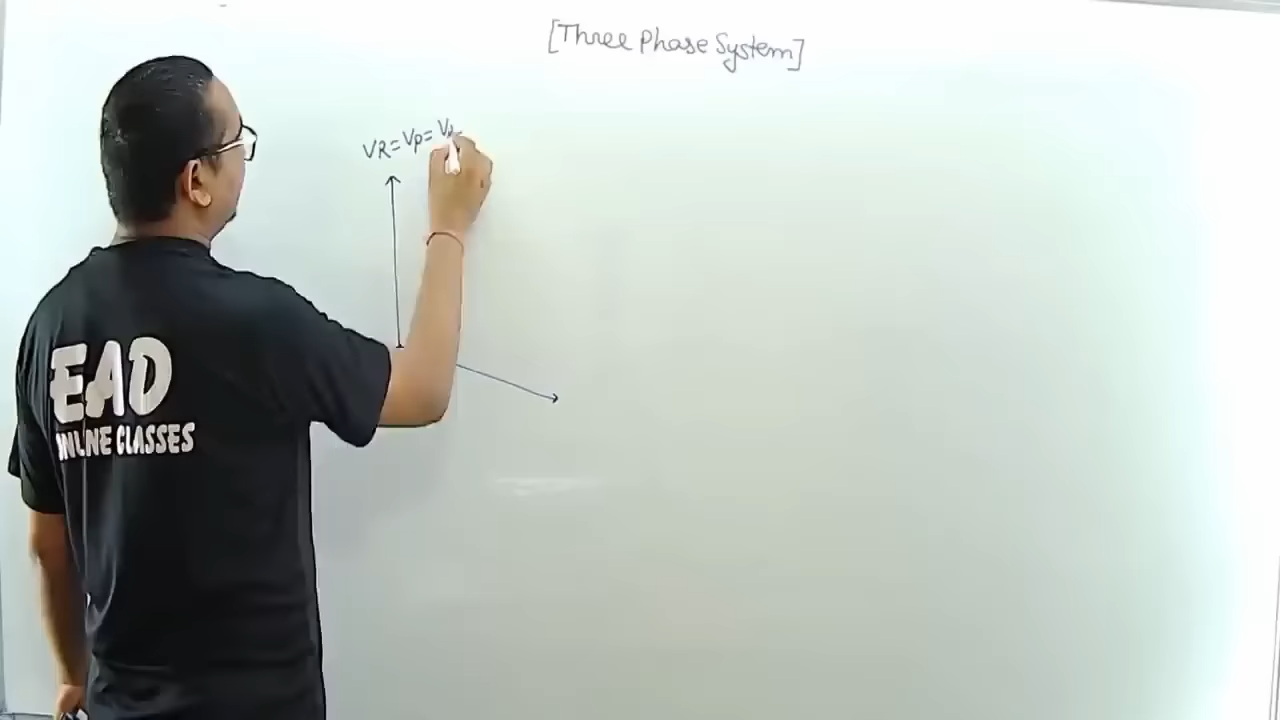 [Three Phase System]
VR = VP = V
EAD
ONLINE CLASSES